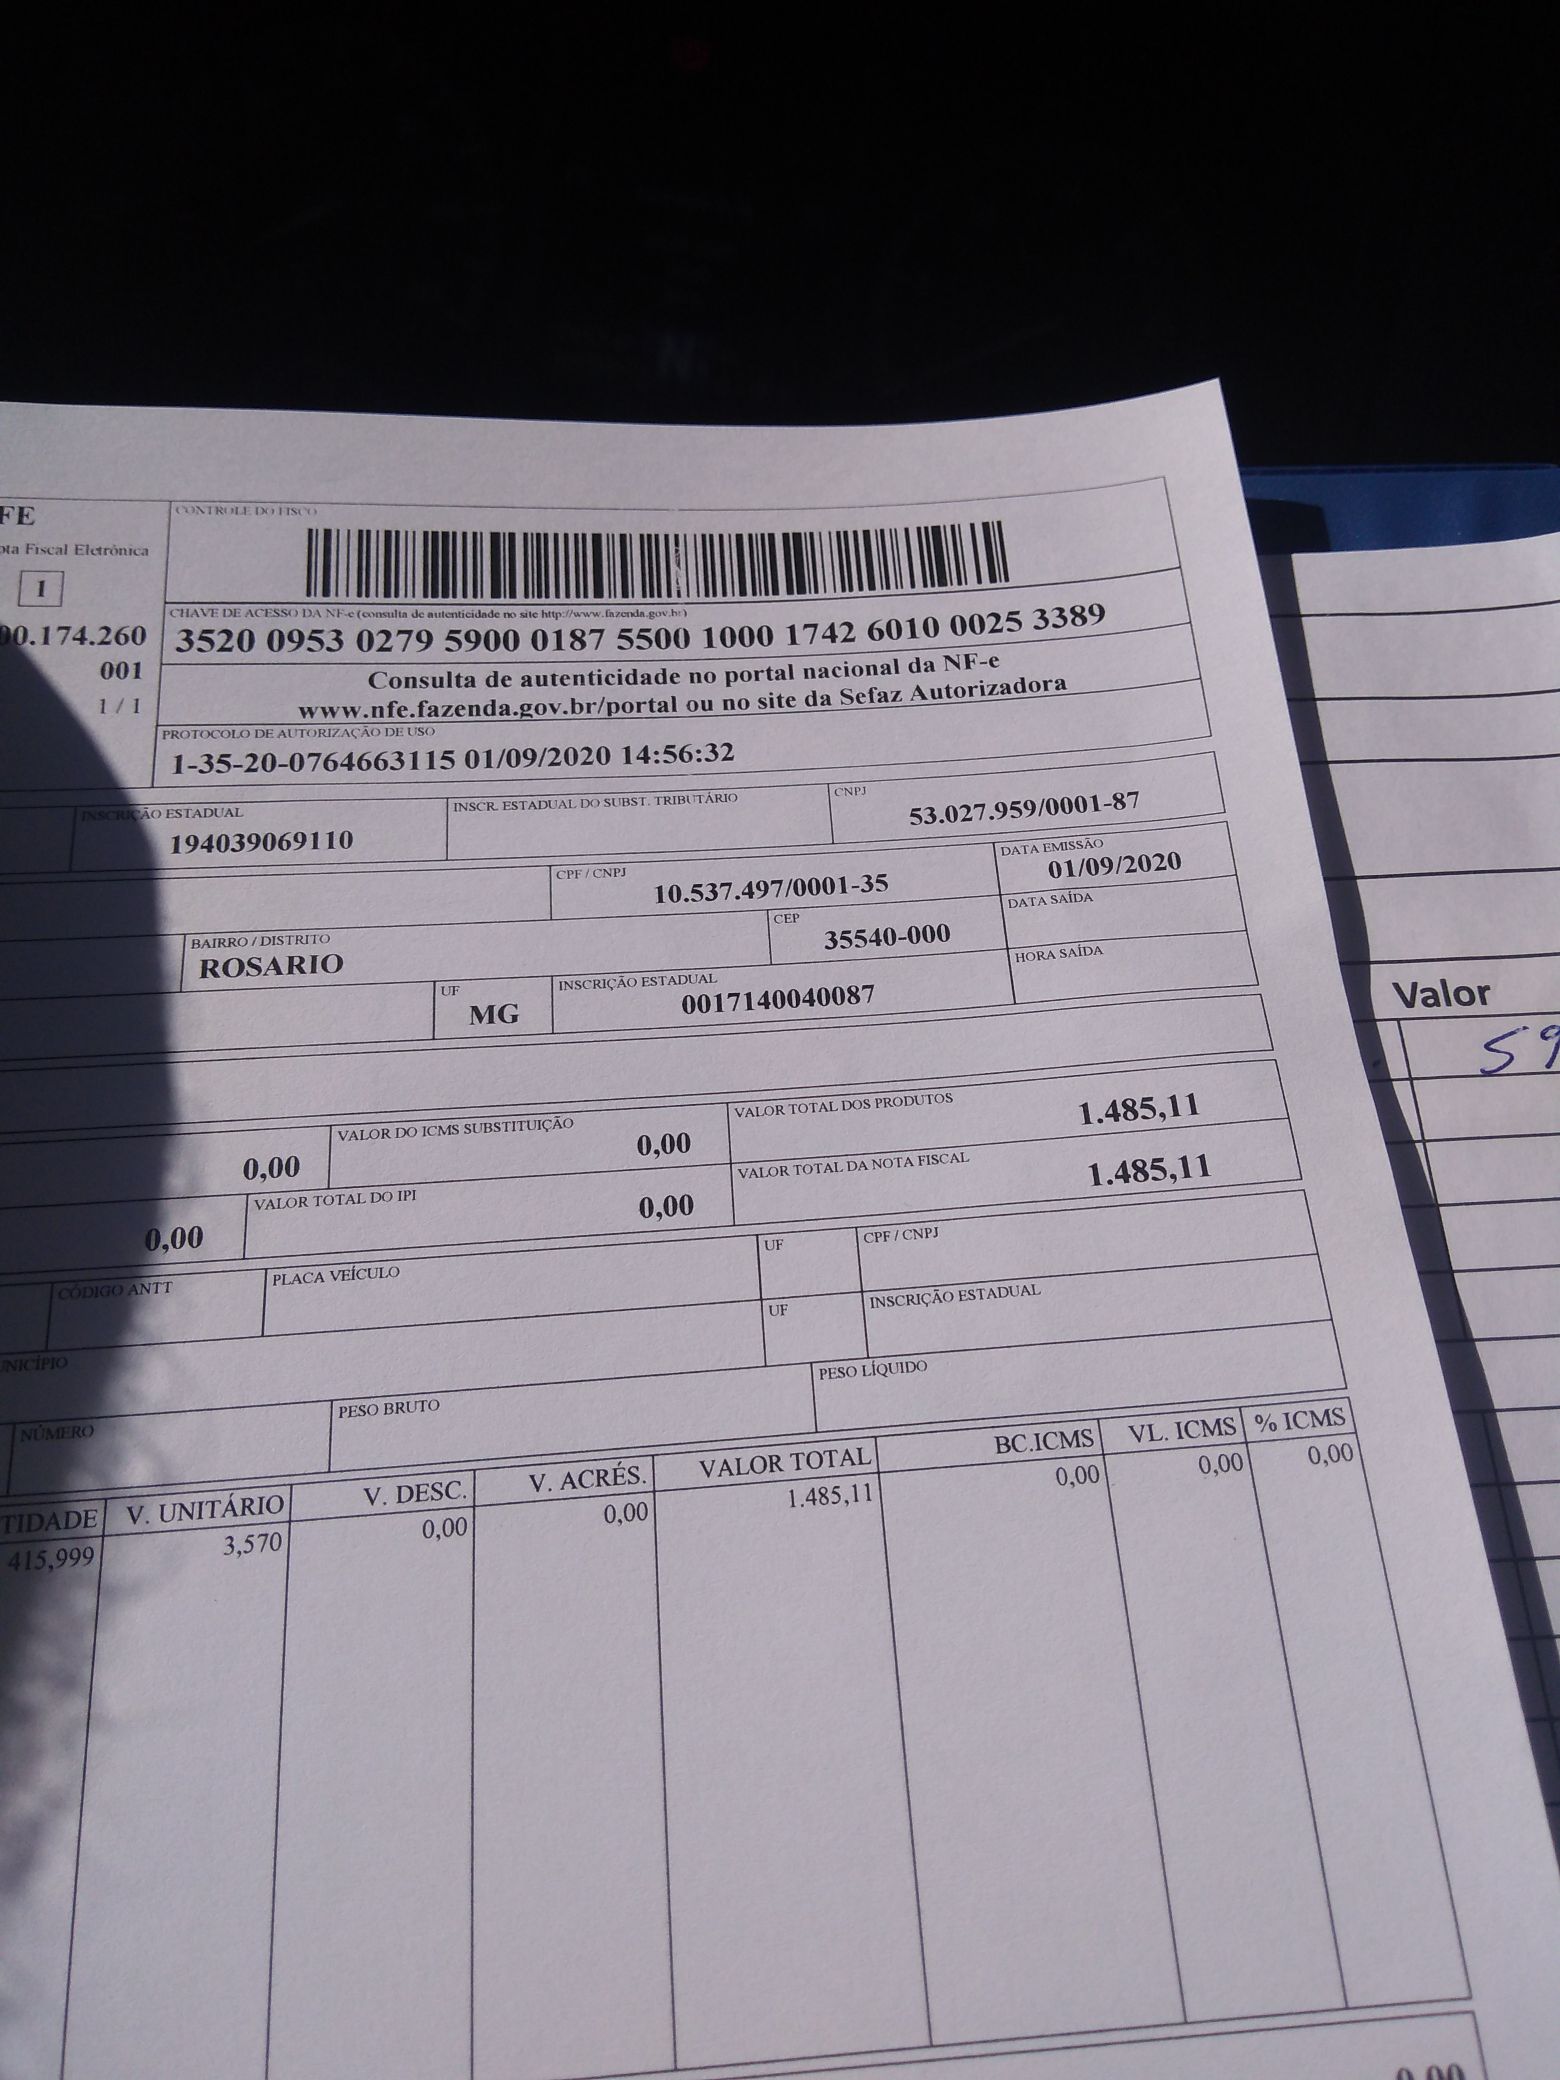 FE
CONTROLE DO FISCO
Fiscal Eletrônica
1
CHAVE DE ACESSO DA NF-e (consulta de autenticidade no site http://www.fazenda.gov.br)
3520 0953 0279 5900 0187 5500 1000 1742 6010 0025 3389
00.174.260
001
1 / 1
Consulta de autenticidade no portal nacional da NF-e
www.nfe.fazenda.gov.br/portal ou no site da Sefaz Autorizadora
PROTOCOLO DE AUTORIZAÇÃO DE USO
1-35-20-0764663115 01/09/2020 14:56:32
INSCRIÇÃO ESTADUAL
194039069110
INSCR. ESTADUAL DO SUBST. TRIBUTÁRIO
CNPJ
53.027.959/0001-87
CPF / CNPJ
10.537.497/0001-35
DATA EMISSÃO
01/09/2020
BAIRRO / DISTRITO
ROSARIO
CEP
35540-000
DATA SAÍDA
UF
MG
INSCRIÇÃO ESTADUAL
0017140040087
HORA SAÍDA
0,00
VALOR DO ICMS SUBSTITUIÇÃO
0,00
VALOR TOTAL DOS PRODUTOS
1.485,11
0,00
VALOR TOTAL DO IPI
0,00
VALOR TOTAL DA NOTA FISCAL
1.485,11
CÓDIGO ANTT
PLACA VEÍCULO
UF
CPF / CNPJ
UNICÍPIO
UF
INSCRIÇÃO ESTADUAL
NÚMERO
PESO BRUTO
PESO LÍQUIDO
TIDADE V. UNITÁRIO V. DESC. V. ACRÉS. VALOR TOTAL BC.ICMS VL. ICMS % ICMS
415,999 3,570 0,00 0,00 1.485,11 0,00 0,00 0,00
0,00
Valor
59